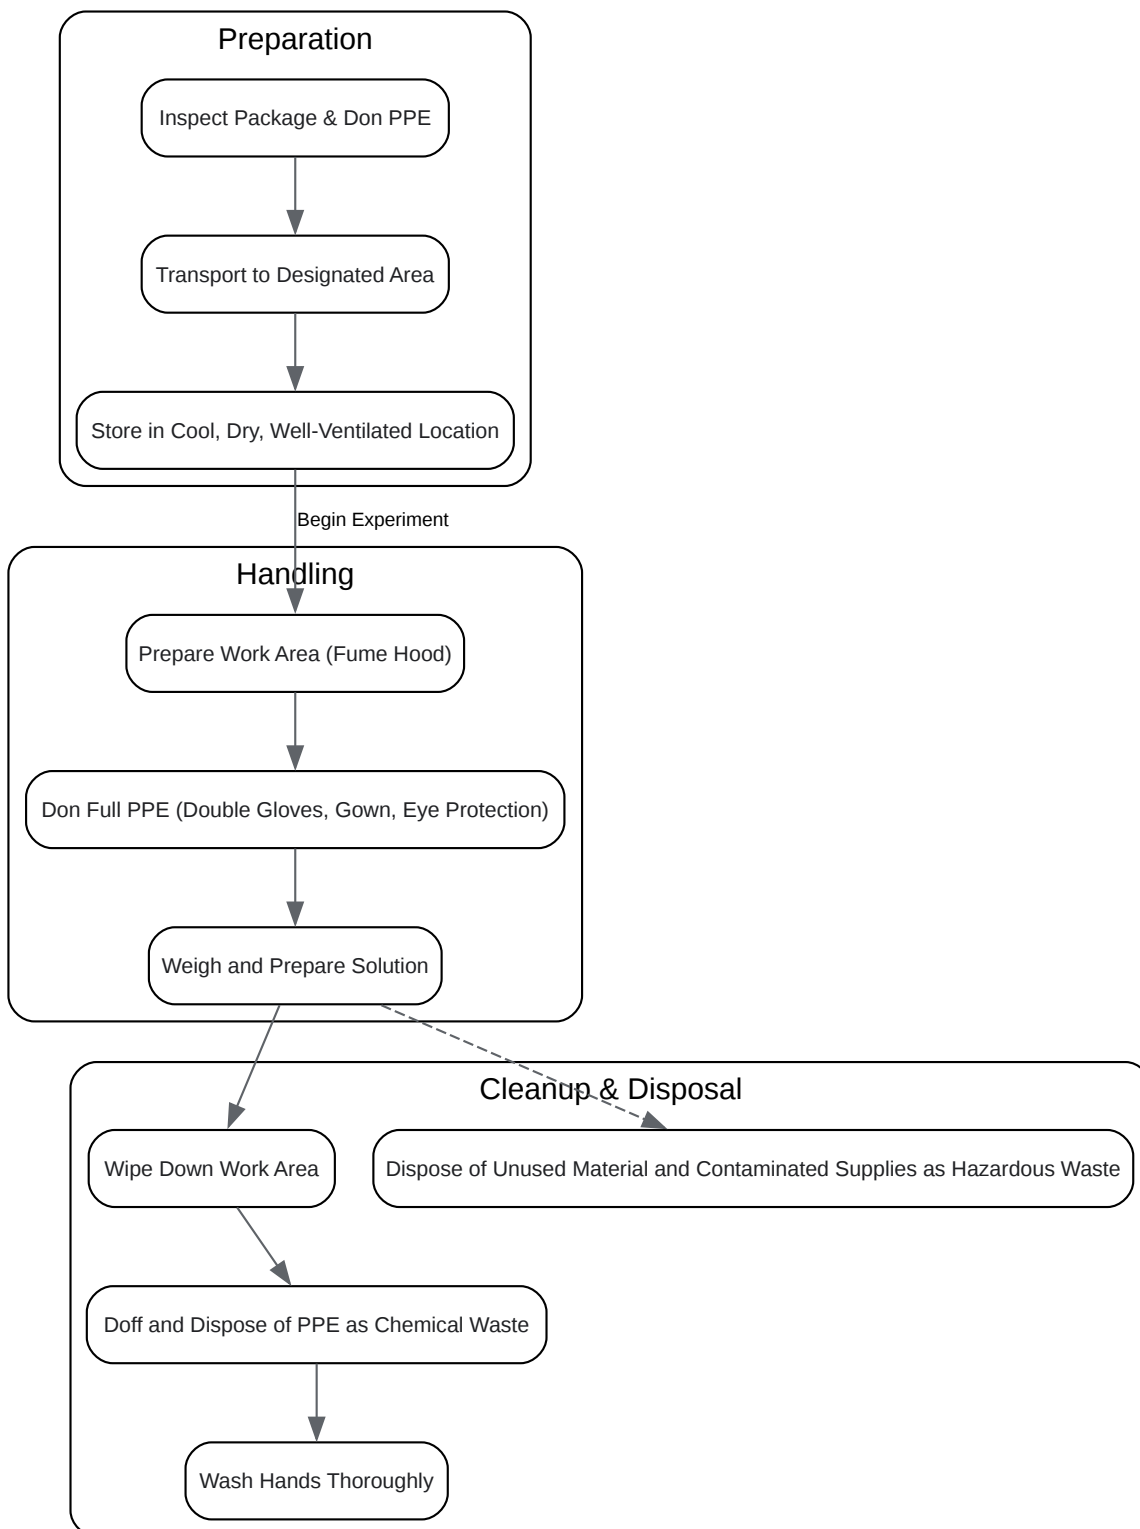 Preparation
Inspect Package & Don PPE
Transport to Designated Area
Store in Cool, Dry, Well-Ventilated Location
Begin Experiment
Handling
Prepare Work Area (Fume Hood)
Don Full PPE (Double Gloves, Gown, Eye Protection)
Weigh and Prepare Solution
Cleanup & Disposal
Wipe Down Work Area
Dispose of Unused Material and Contaminated Supplies as Hazardous Waste
Doff and Dispose of PPE as Chemical Waste
Wash Hands Thoroughly